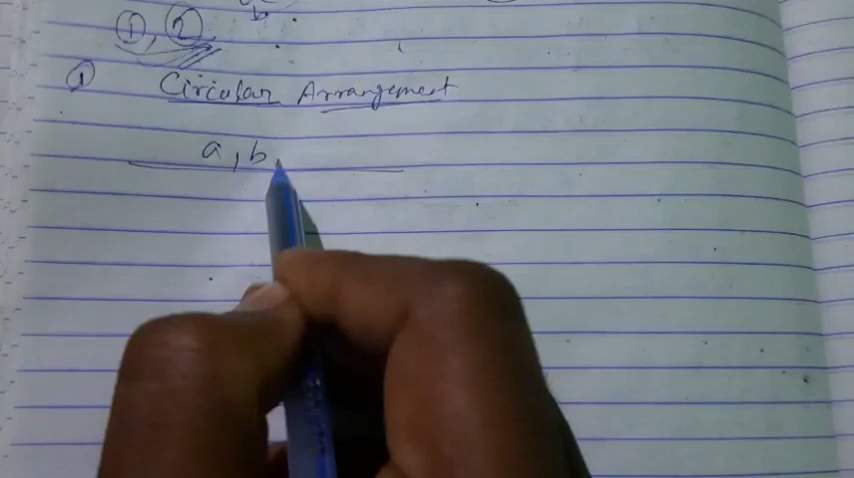 b
①, ②
① Circular Arrangement
a, b